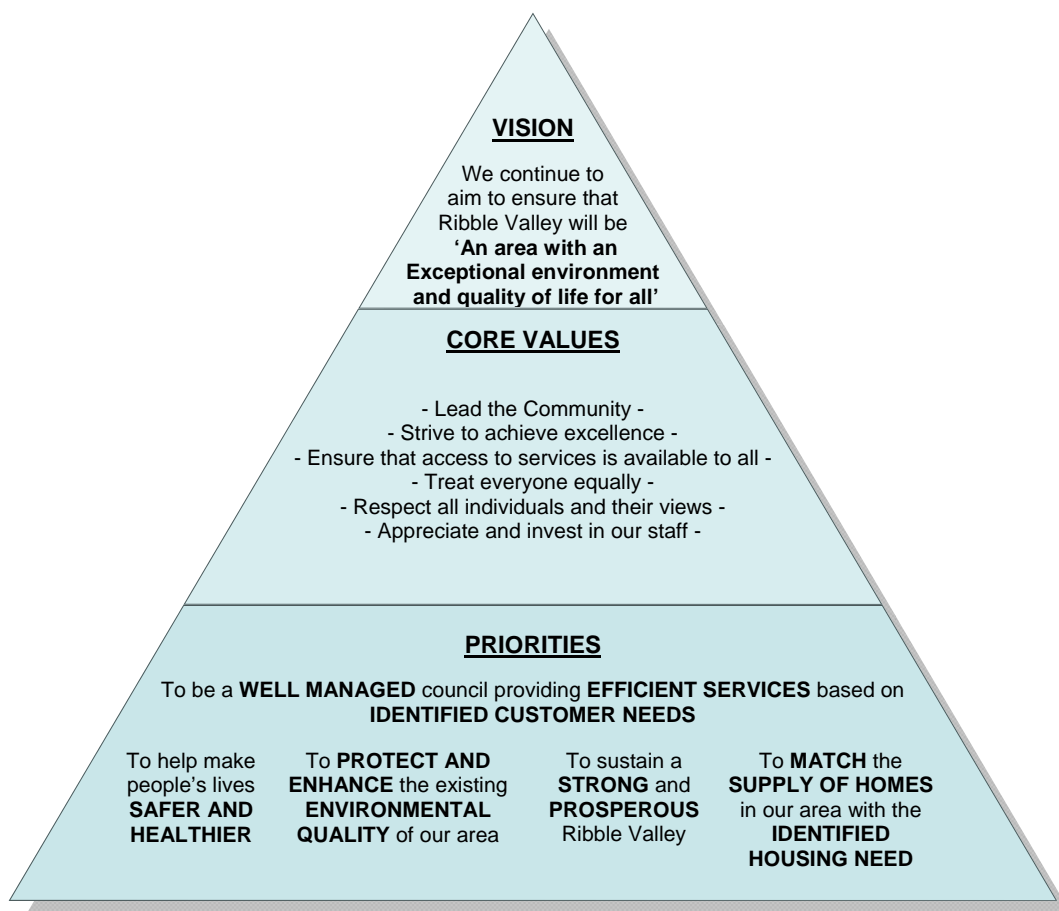 VISION
We continue to
aim to ensure that
Ribble Valley will be
‘An area with an
Exceptional environment
and quality of life for all’
CORE VALUES
- Lead the Community -
- Strive to achieve excellence -
- Ensure that access to services is available to all -
- Treat everyone equally -
- Respect all individuals and their views -
- Appreciate and invest in our staff -
PRIORITIES
To be a WELL MANAGED council providing EFFICIENT SERVICES based on
IDENTIFIED CUSTOMER NEEDS
To help make
people's lives
SAFER AND
HEALTHIER
To PROTECT AND
ENHANCE the existing
ENVIRONMENTAL
QUALITY of our area
To sustain a
STRONG and
PROSPEROUS
Ribble Valley
To MATCH the
SUPPLY OF HOMES
in our area with the
IDENTIFIED
HOUSING NEED